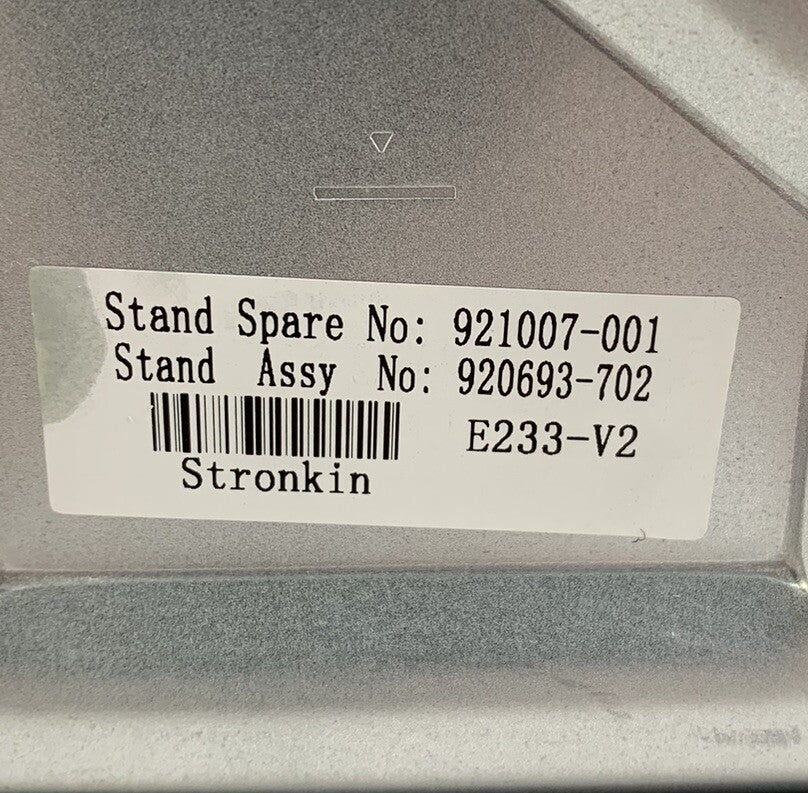 Stand Spare No: 921007-001
Stand Assy No: 920693-702
E233-V2
Stronkin